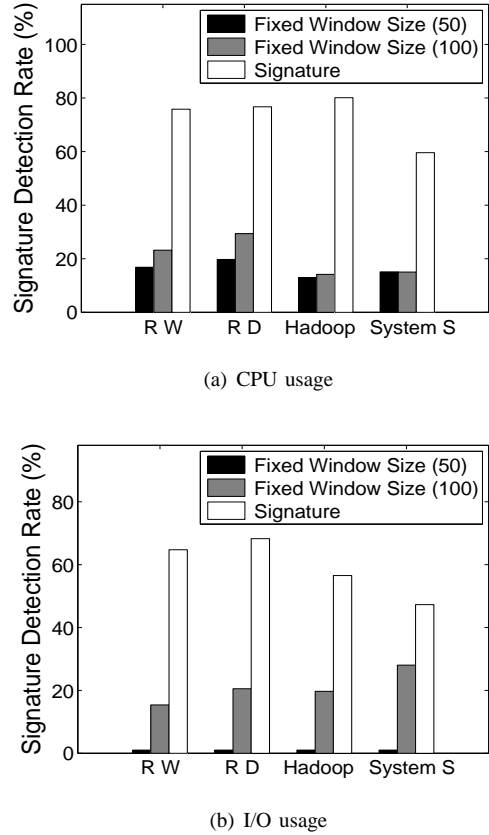 Fixed Window Size (50)
Fixed Window Size (100)
Signature
Signature Detection Rate (%)
100
80
60
40
20
0
R W R D Hadoop System S
(a) CPU usage
Fixed Window Size (50)
Fixed Window Size (100)
Signature
Signature Detection Rate (%)
80
60
40
20
0
R W R D Hadoop System S
(b) I/O usage